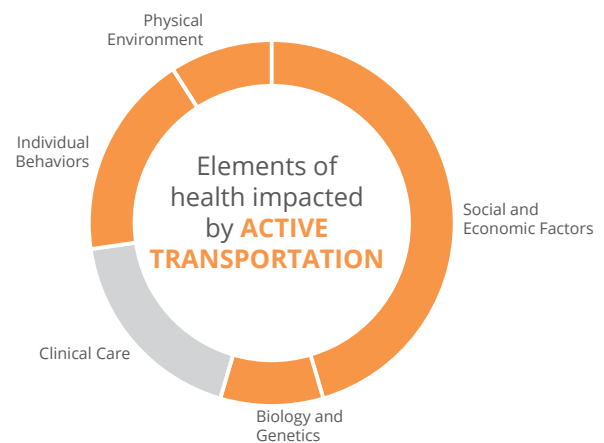 Physical
Environment
Individual
Behaviors
Elements of
health impacted
by ACTIVE
TRANSPORTATION
Social and
Economic Factors
Clinical Care
Biology and
Genetics